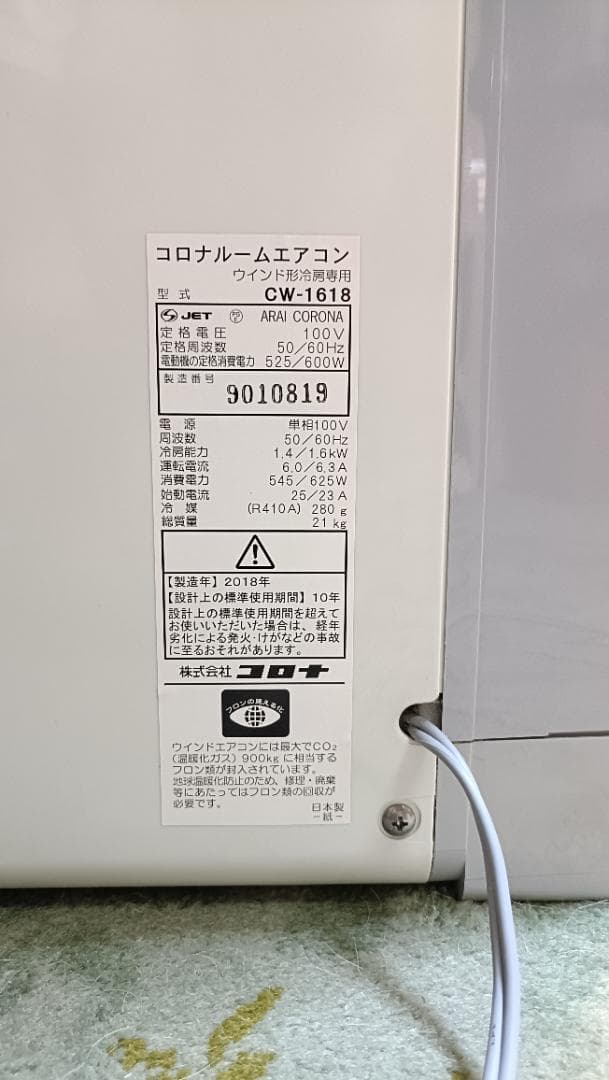 コロナルームエアコン
ウインド形冷房専用
型式 CW-1618
JET ARAI CORONA
定格電圧 100V
定格周波数 50/60Hz
電動機の定格消費電力 525/600W
製造番号 9010819
電源 単相100V
周波数 50/60Hz
冷房能力 1.4/1.6kW
運転電流 6.0/6.3A
消費電力 545/625W
始動電流 25/23A
冷媒 (R410A) 280g
総質量 21kg
【製造年】2018年
【設計上の標準使用期間】10年
設計上の標準使用期間を超えて
お使いいただいた場合は、経年
劣化による発火・けがなどの事故
に至るおそれがあります。
株式会社 コロナ
フロンの見える化
ウインドエアコンには最大でCO₂
(温暖化ガス) 900kgに相当する
フロン類が封入されています。
地球温暖化防止のため、修理・廃棄
等にあたってはフロン類の回収が
必要です。
日本製
-紙-